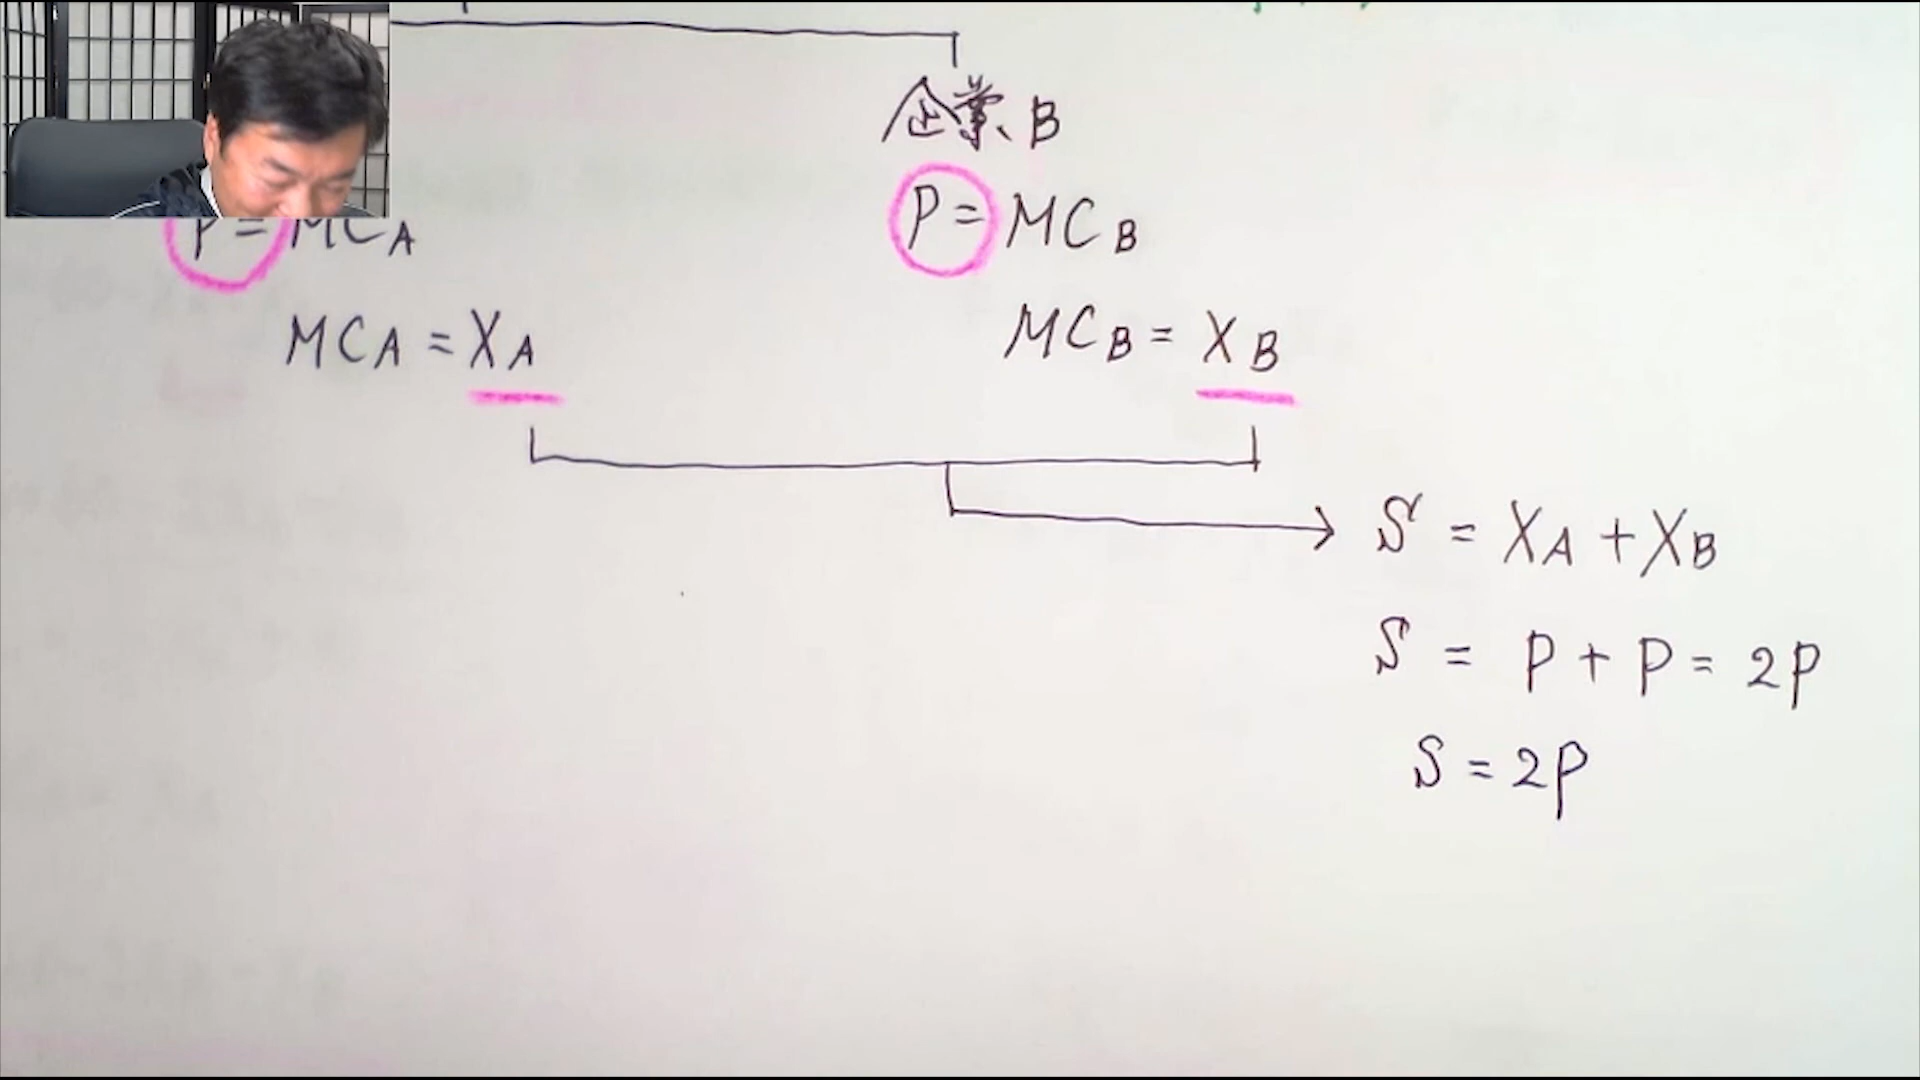 企業B
P = MCA
P = MCB
MCA = XA
MCB = XB
S = XA + XB
S = P + P = 2P
S = 2P